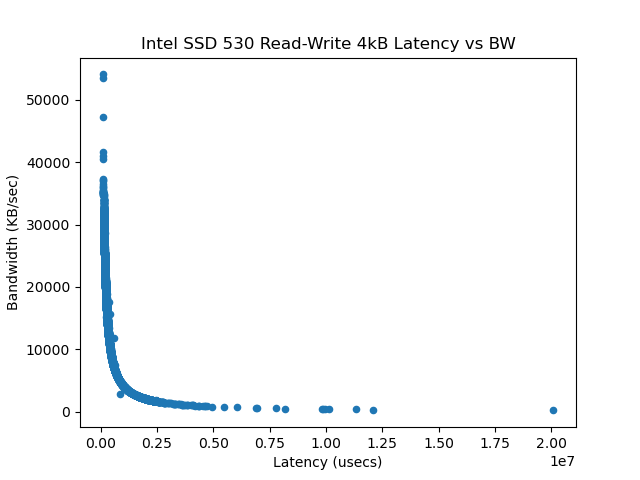 Intel SSD 530 Read-Write 4kB Latency vs BW
50000
40000
30000
20000
10000
0
Bandwidth (KB/sec)
0.00 0.25 0.50 0.75 1.00 1.25 1.50 1.75 2.00
1e7
Latency (usecs)